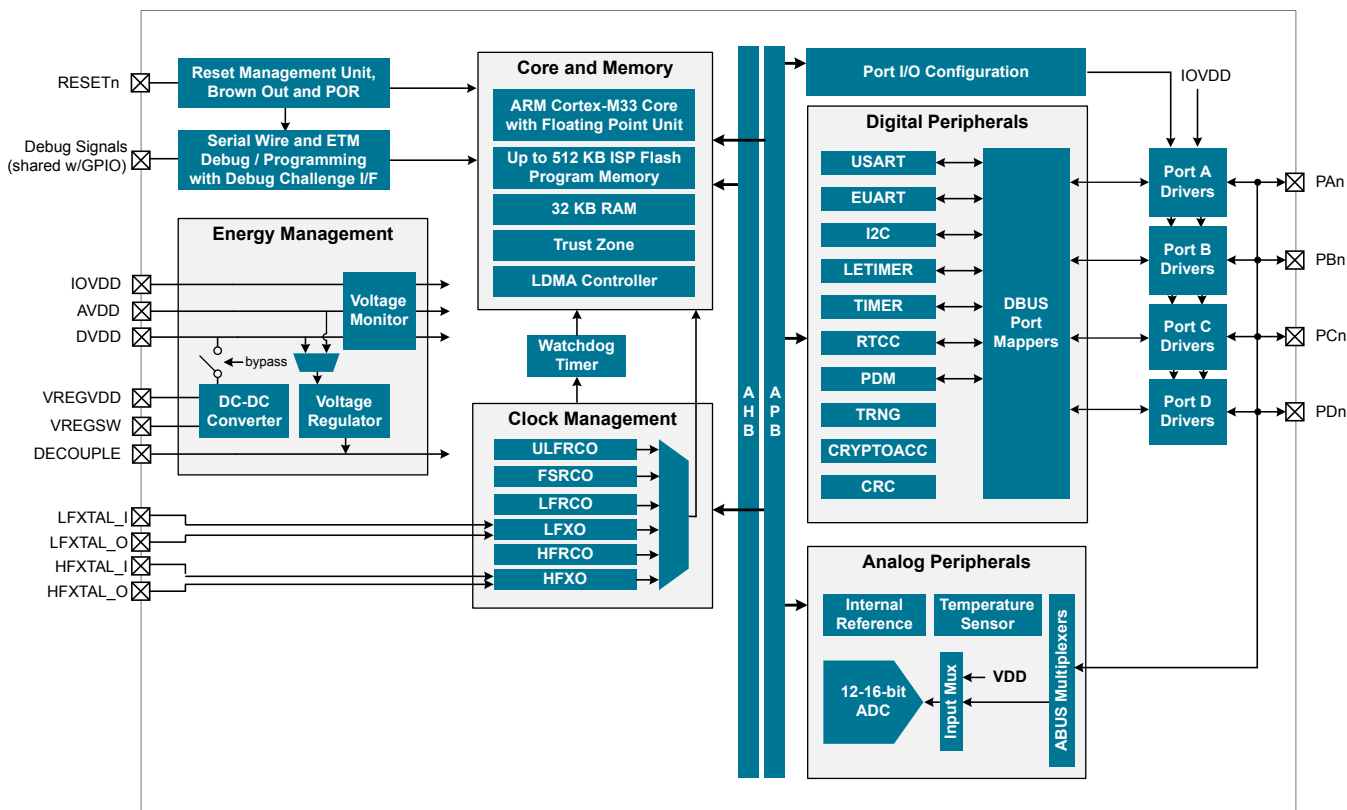 RESETn
Reset Management Unit,
Brown Out and POR
Debug Signals
(shared w/GPIO)
Serial Wire and ETM
Debug / Programming
with Debug Challenge I/F
Energy Management
IOVDD
AVDD
DVDD
Voltage
Monitor
bypass
VREGVDD
VREGSW
DECOUPLE
DC-DC
Converter
Voltage
Regulator
LFXTAL_I
LFXTAL_O
HFXTAL_I
HFXTAL_O
Core and Memory
ARM Cortex-M33 Core
with Floating Point Unit
Up to 512 KB ISP Flash
Program Memory
32 KB RAM
Trust Zone
LDMA Controller
Watchdog
Timer
Clock Management
ULFRCO
FSRCO
LFRCO
LFXO
HFRCO
HFXO
A
H
B
A
P
B
Port I/O Configuration
IOVDD
Digital Peripherals
USART
EUART
I2C
LETIMER
TIMER
RTCC
PDM
TRNG
CRYPTOACC
CRC
DBUS
Port
Mappers
Port A
Drivers
Port B
Drivers
Port C
Drivers
Port D
Drivers
PAn
PBn
PCn
PDn
Analog Peripherals
Internal
Reference
Temperature
Sensor
12-16-bit
ADC
Input Mux
VDD
ABUS Multiplexers